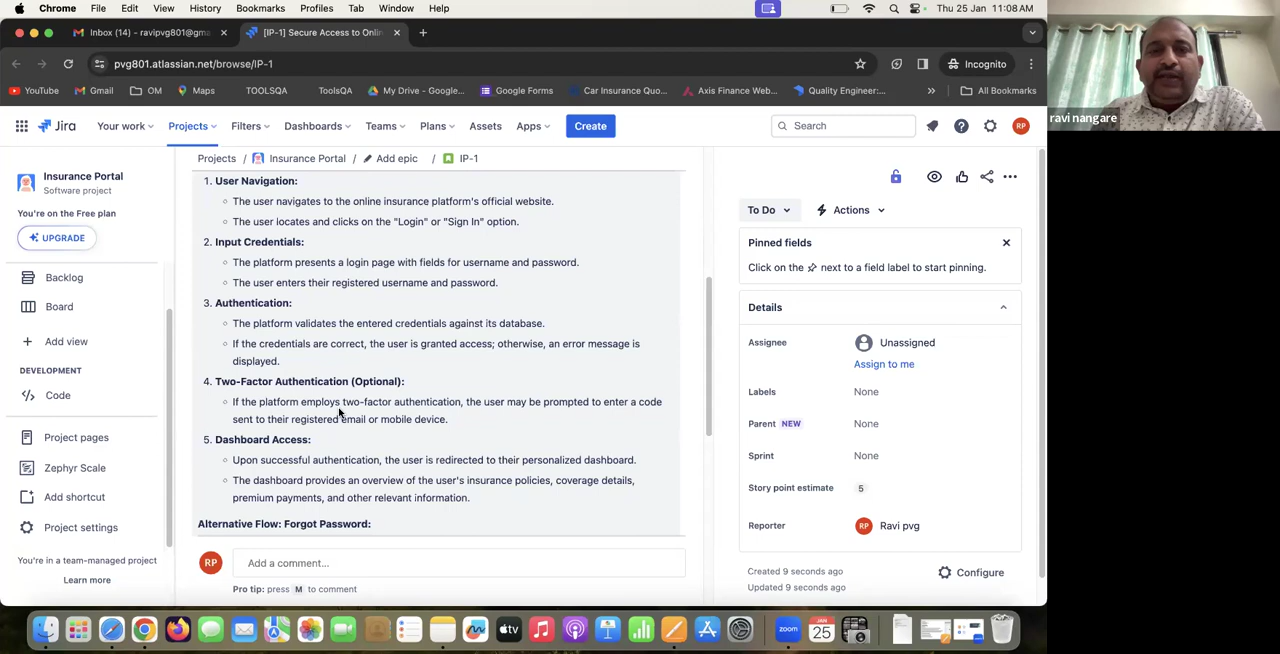 Chrome File Edit View History Bookmarks Profiles Tab Window Help Thu 25 Jan 11:08 AM
Inbox (14) - ravipvg801@gma
[IP-1] Secure Access to Onlin
pvg801.atlassian.net/browse/IP-1
Incognito
YouTube Gmail OM Maps TOOLSQA ToolsQA My Drive - Google... Google Forms Car Insurance Quo... Axis Finance Web... Quality Engineer:... » All Bookmarks
Jira Your work Projects Filters Dashboards Teams Plans Assets Apps Create Search RP
ravi nangare
Insurance Portal
Software project
You're on the Free plan
UPGRADE
Backlog
Board
Add view
DEVELOPMENT
Code
Project pages
Zephyr Scale
Add shortcut
Project settings
You're in a team-managed project
Learn more
Projects / Insurance Portal / Add epic / IP-1
1. User Navigation:
The user navigates to the online insurance platform's official website.
The user locates and clicks on the "Login" or "Sign In" option.
2. Input Credentials:
The platform presents a login page with fields for username and password.
The user enters their registered username and password.
3. Authentication:
The platform validates the entered credentials against its database.
If the credentials are correct, the user is granted access; otherwise, an error message is
displayed.
4. Two-Factor Authentication (Optional):
If the platform employs two-factor authentication, the user may be prompted to enter a code
sent to their registered email or mobile device.
5. Dashboard Access:
Upon successful authentication, the user is redirected to their personalized dashboard.
The dashboard provides an overview of the user's insurance policies, coverage details,
premium payments, and other relevant information.
Alternative Flow: Forgot Password:
RP
Add a comment...
Pro tip: press M to comment
To Do
Actions
Pinned fields
Click on the next to a field label to start pinning.
Details
Assignee Unassigned
Assign to me
Labels None
Parent NEW None
Sprint None
Story point estimate 5
Reporter RP Ravi pvg
Created 9 seconds ago
Updated 9 seconds ago
Configure
tv
zoom
JAN
25